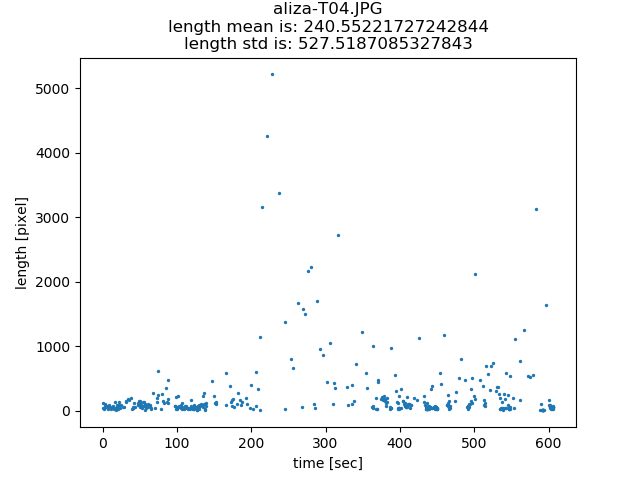 aliza-T04.JPG
length mean is: 240.55221727242844
length std is: 527.5187085327843
5000
4000
3000
2000
1000
0
length [pixel]
0 100 200 300 400 500 600
time [sec]